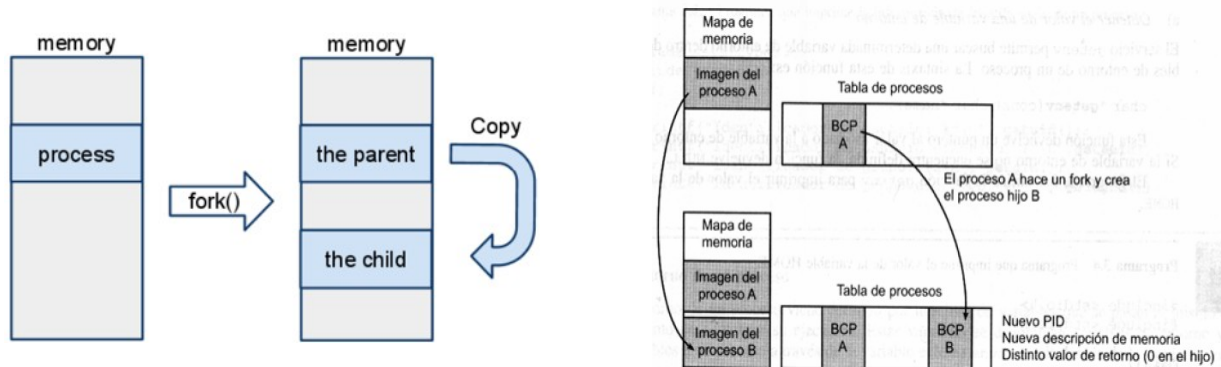 memory
process
fork()
memory
the parent
the child
Copy
Mapa de
memoria
Imagen del
proceso A
Tabla de procesos
BCP
A
El proceso A hace un fork y crea
el proceso hijo B
Mapa de
memoria
Imagen del
proceso A
Imagen del
proceso B
Tabla de procesos
BCP
A
BCP
B
Nuevo PID
Nueva descripción de memoria
Distinto valor de retorno (0 en el hijo)